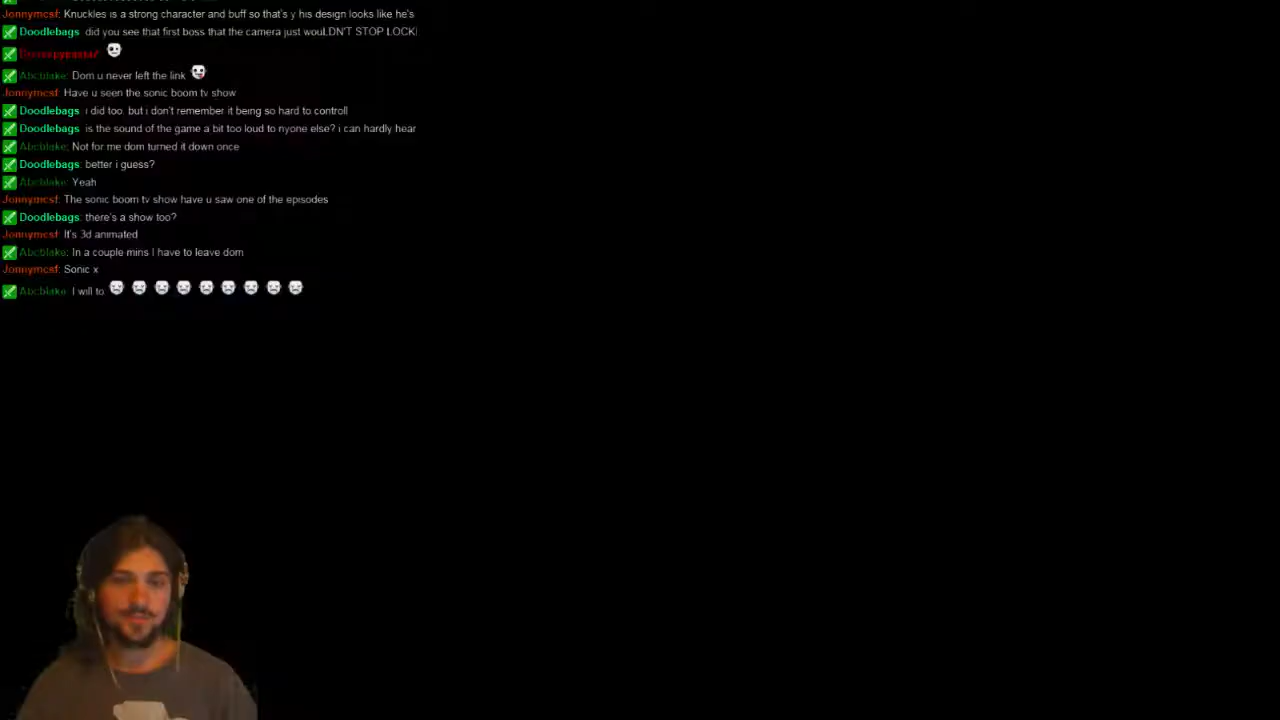 Jonnymcsf: Knuckles is a strong character and buff so that's y his design looks like he's
Doodlebags: did you see that first boss that the camera just wouLDN'T STOP LOCK
Abcblake: Dom u never left the link
Jonnymcsf: Have u seen the sonic boom tv show
Doodlebags: i did too, but i don't remember it being so hard to controll
Doodlebags: is the sound of the game a bit too loud to nyone else? i can hardly hear
Abcblake: Not for me dom turned it down once
Doodlebags: better i guess?
Abcblake: Yeah
Jonnymcsf: The sonic boom tv show have u saw one of the episodes
Doodlebags: there's a show too?
Jonnymcsf: It's 3d animated
Abcblake: In a couple mins I have to leave dom
Jonnymcsf: Sonic x
Abcblake: I will to